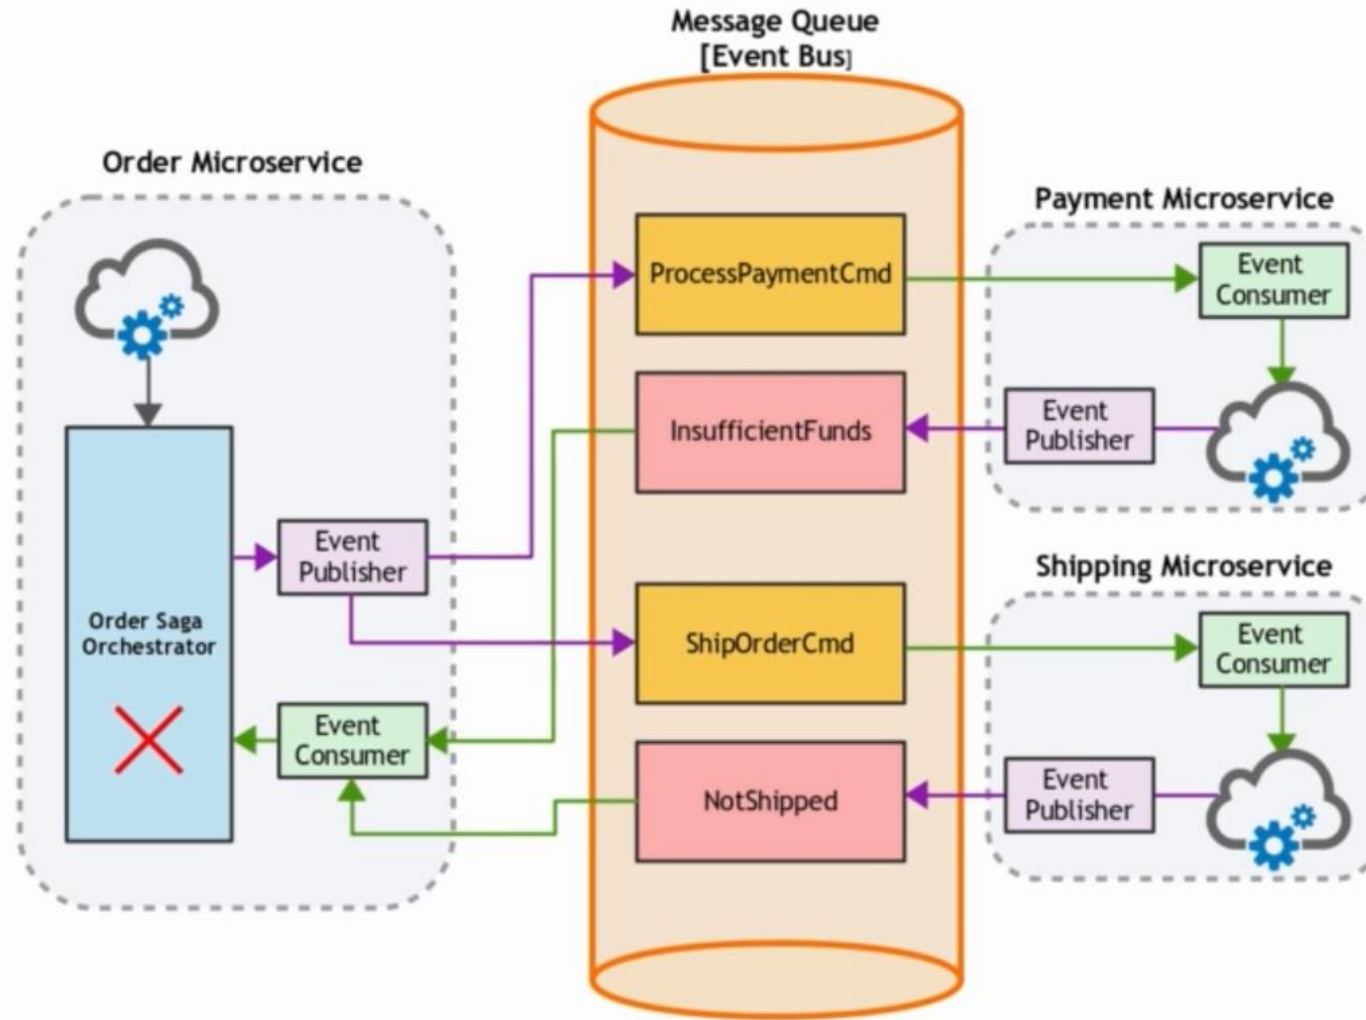 Message Queue
[Event Bus]
Order Microservice
Payment Microservice
ProcessPaymentCmd
Event
Consumer
InsufficientFunds
Event
Publisher
Event
Publisher
Shipping Microservice
Order Saga
Orchestrator
ShipOrderCmd
Event
Consumer
Event
Consumer
NotShipped
Event
Publisher